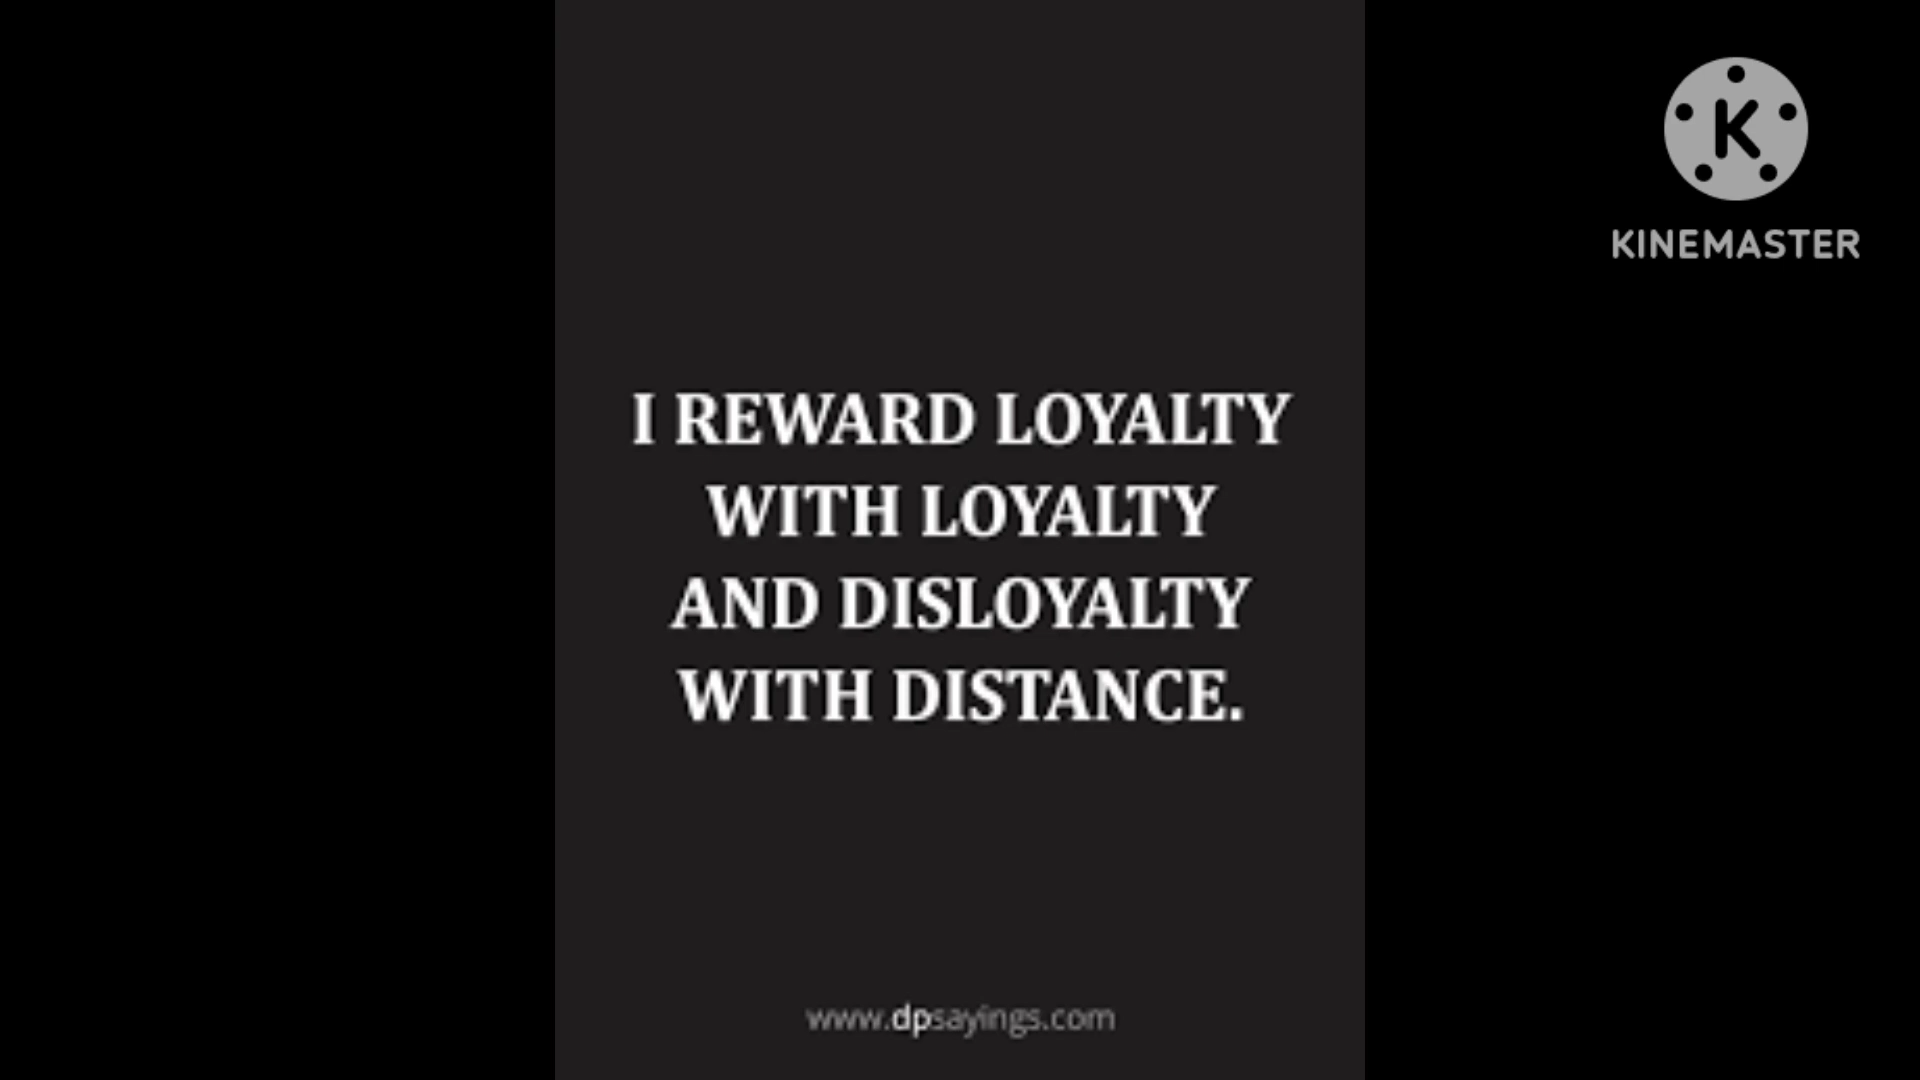 KINEMASTER
I REWARD LOYALTY
WITH LOYALTY
AND DISLOYALTY
WITH DISTANCE.
www.dpsayings.com